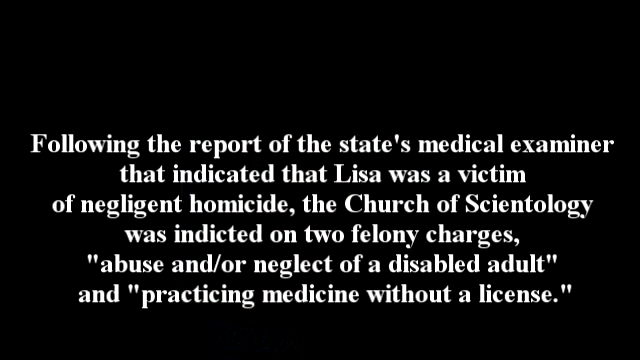 Following the report of the state's medical examiner
that indicated that Lisa was a victim
of negligent homicide, the Church of Scientology
was indicted on two felony charges,
"abuse and/or neglect of a disabled adult"
and "practicing medicine without a license."